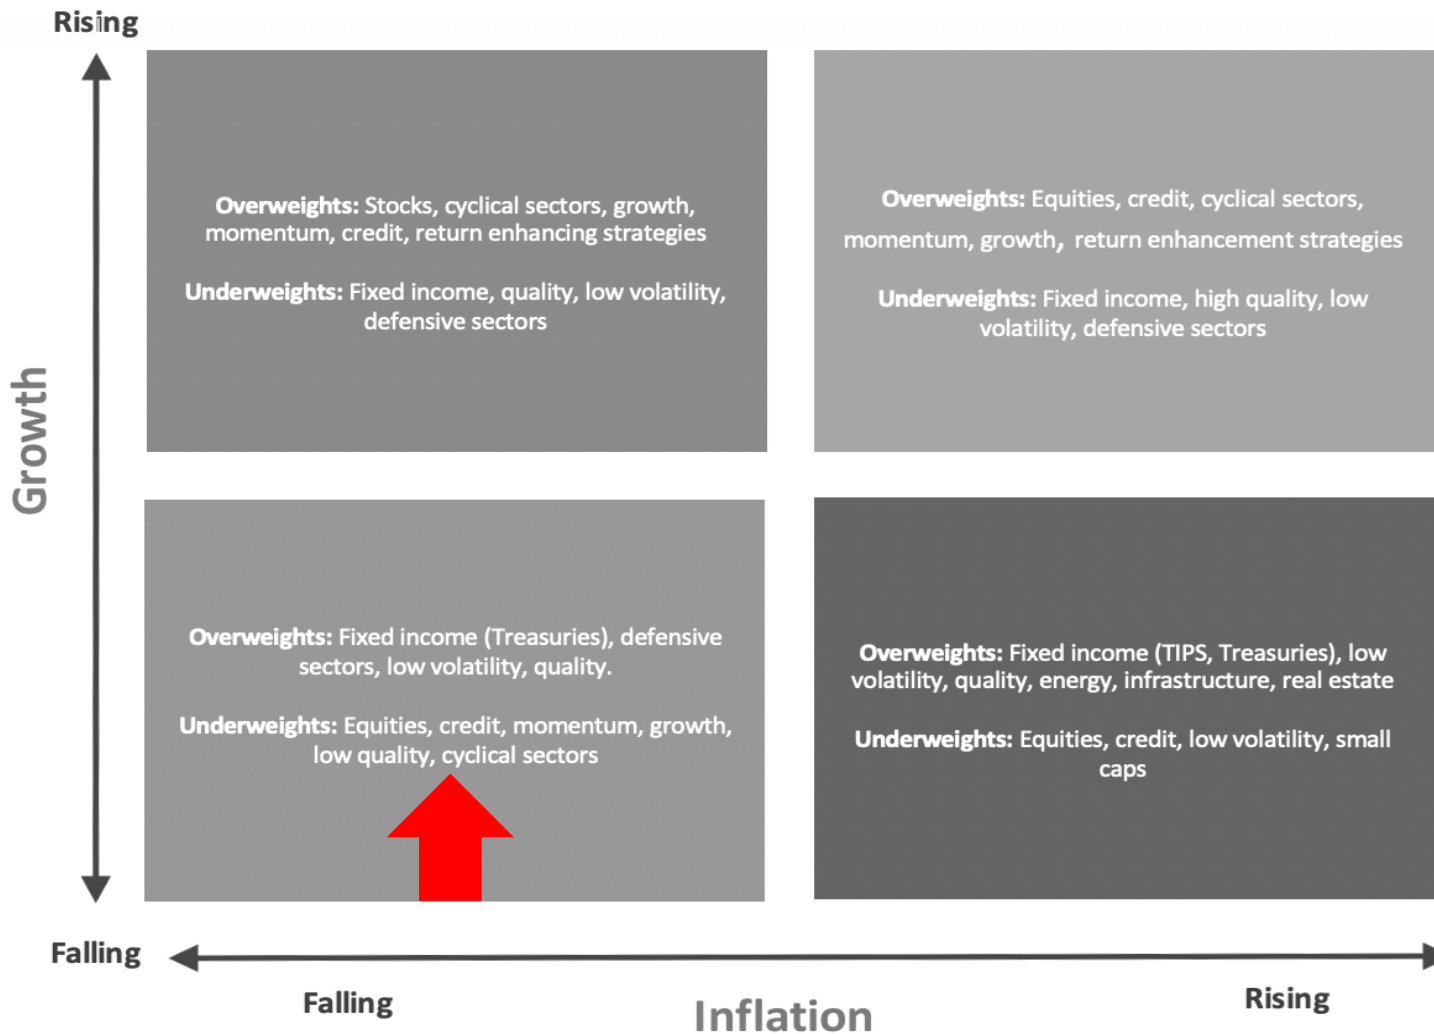 Rising
Overweights: Stocks, cyclical sectors, growth,
momentum, credit, return enhancing strategies
Underweights: Fixed income, quality, low volatility,
defensive sectors
Overweights: Equities, credit, cyclical sectors,
momentum, growth, return enhancement strategies
Underweights: Fixed income, high quality, low
volatility, defensive sectors
Growth
Overweights: Fixed income (Treasuries), defensive
sectors, low volatility, quality.
Underweights: Equities, credit, momentum, growth,
low quality, cyclical sectors
Overweights: Fixed income (TIPS, Treasuries), low
volatility, quality, energy, infrastructure, real estate
Underweights: Equities, credit, low volatility, small
caps
Falling
Falling
Inflation
Rising